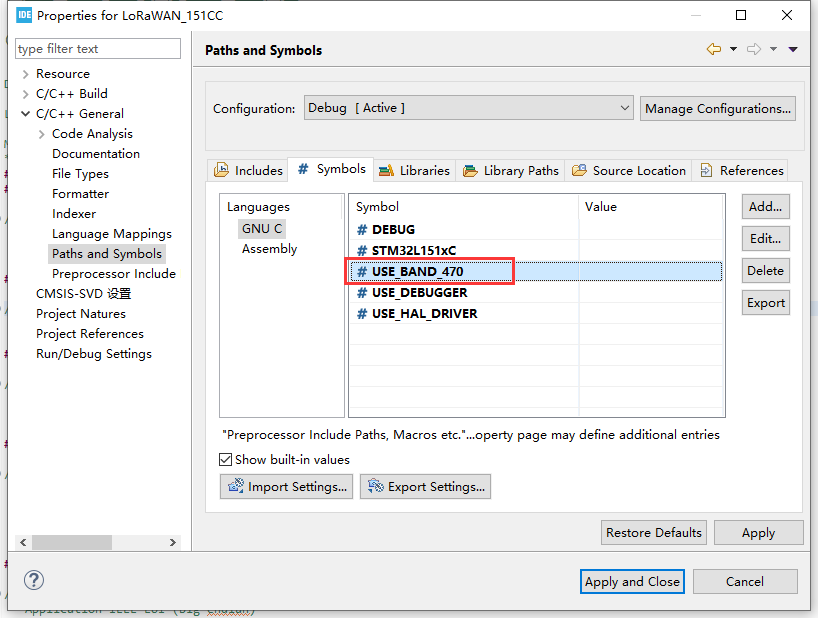 IDE Properties for LoRaWAN_151CC
type filter text
Resource
C/C++ Build
C/C++ General
Code Analysis
Documentation
File Types
Formatter
Indexer
Language Mappings
Paths and Symbols
Preprocessor Include
CMSIS-SVD 设置
Project Natures
Project References
Run/Debug Settings
Paths and Symbols
Configuration:
Debug [ Active ]
Manage Configurations...
Includes
# Symbols
Libraries
Library Paths
Source Location
References
Languages
GNU C
Assembly
Symbol
Value
# DEBUG
# STM32L151xC
# USE_BAND_470
# USE_DEBUGGER
# USE_HAL_DRIVER
Add...
Edit...
Delete
Export
"Preprocessor Include Paths, Macros etc."...operty page may define additional entries
Show built-in values
Import Settings...
Export Settings...
Restore Defaults
Apply
Apply and Close
Cancel